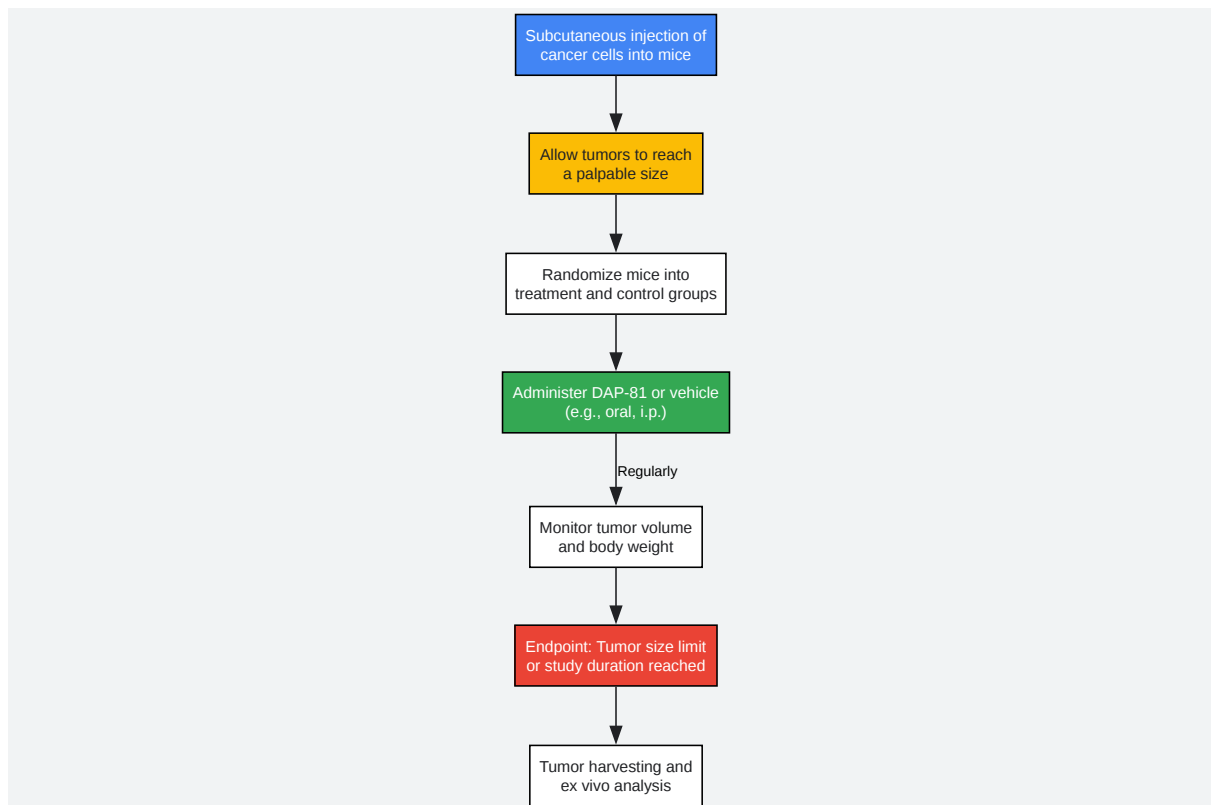 Subcutaneous injection of
cancer cells into mice
Allow tumors to reach
a palpable size
Randomize mice into
treatment and control groups
Administer DAP-81 or vehicle
(e.g., oral, i.p.)
Regularly
Monitor tumor volume
and body weight
Endpoint: Tumor size limit
or study duration reached
Tumor harvesting and
ex vivo analysis